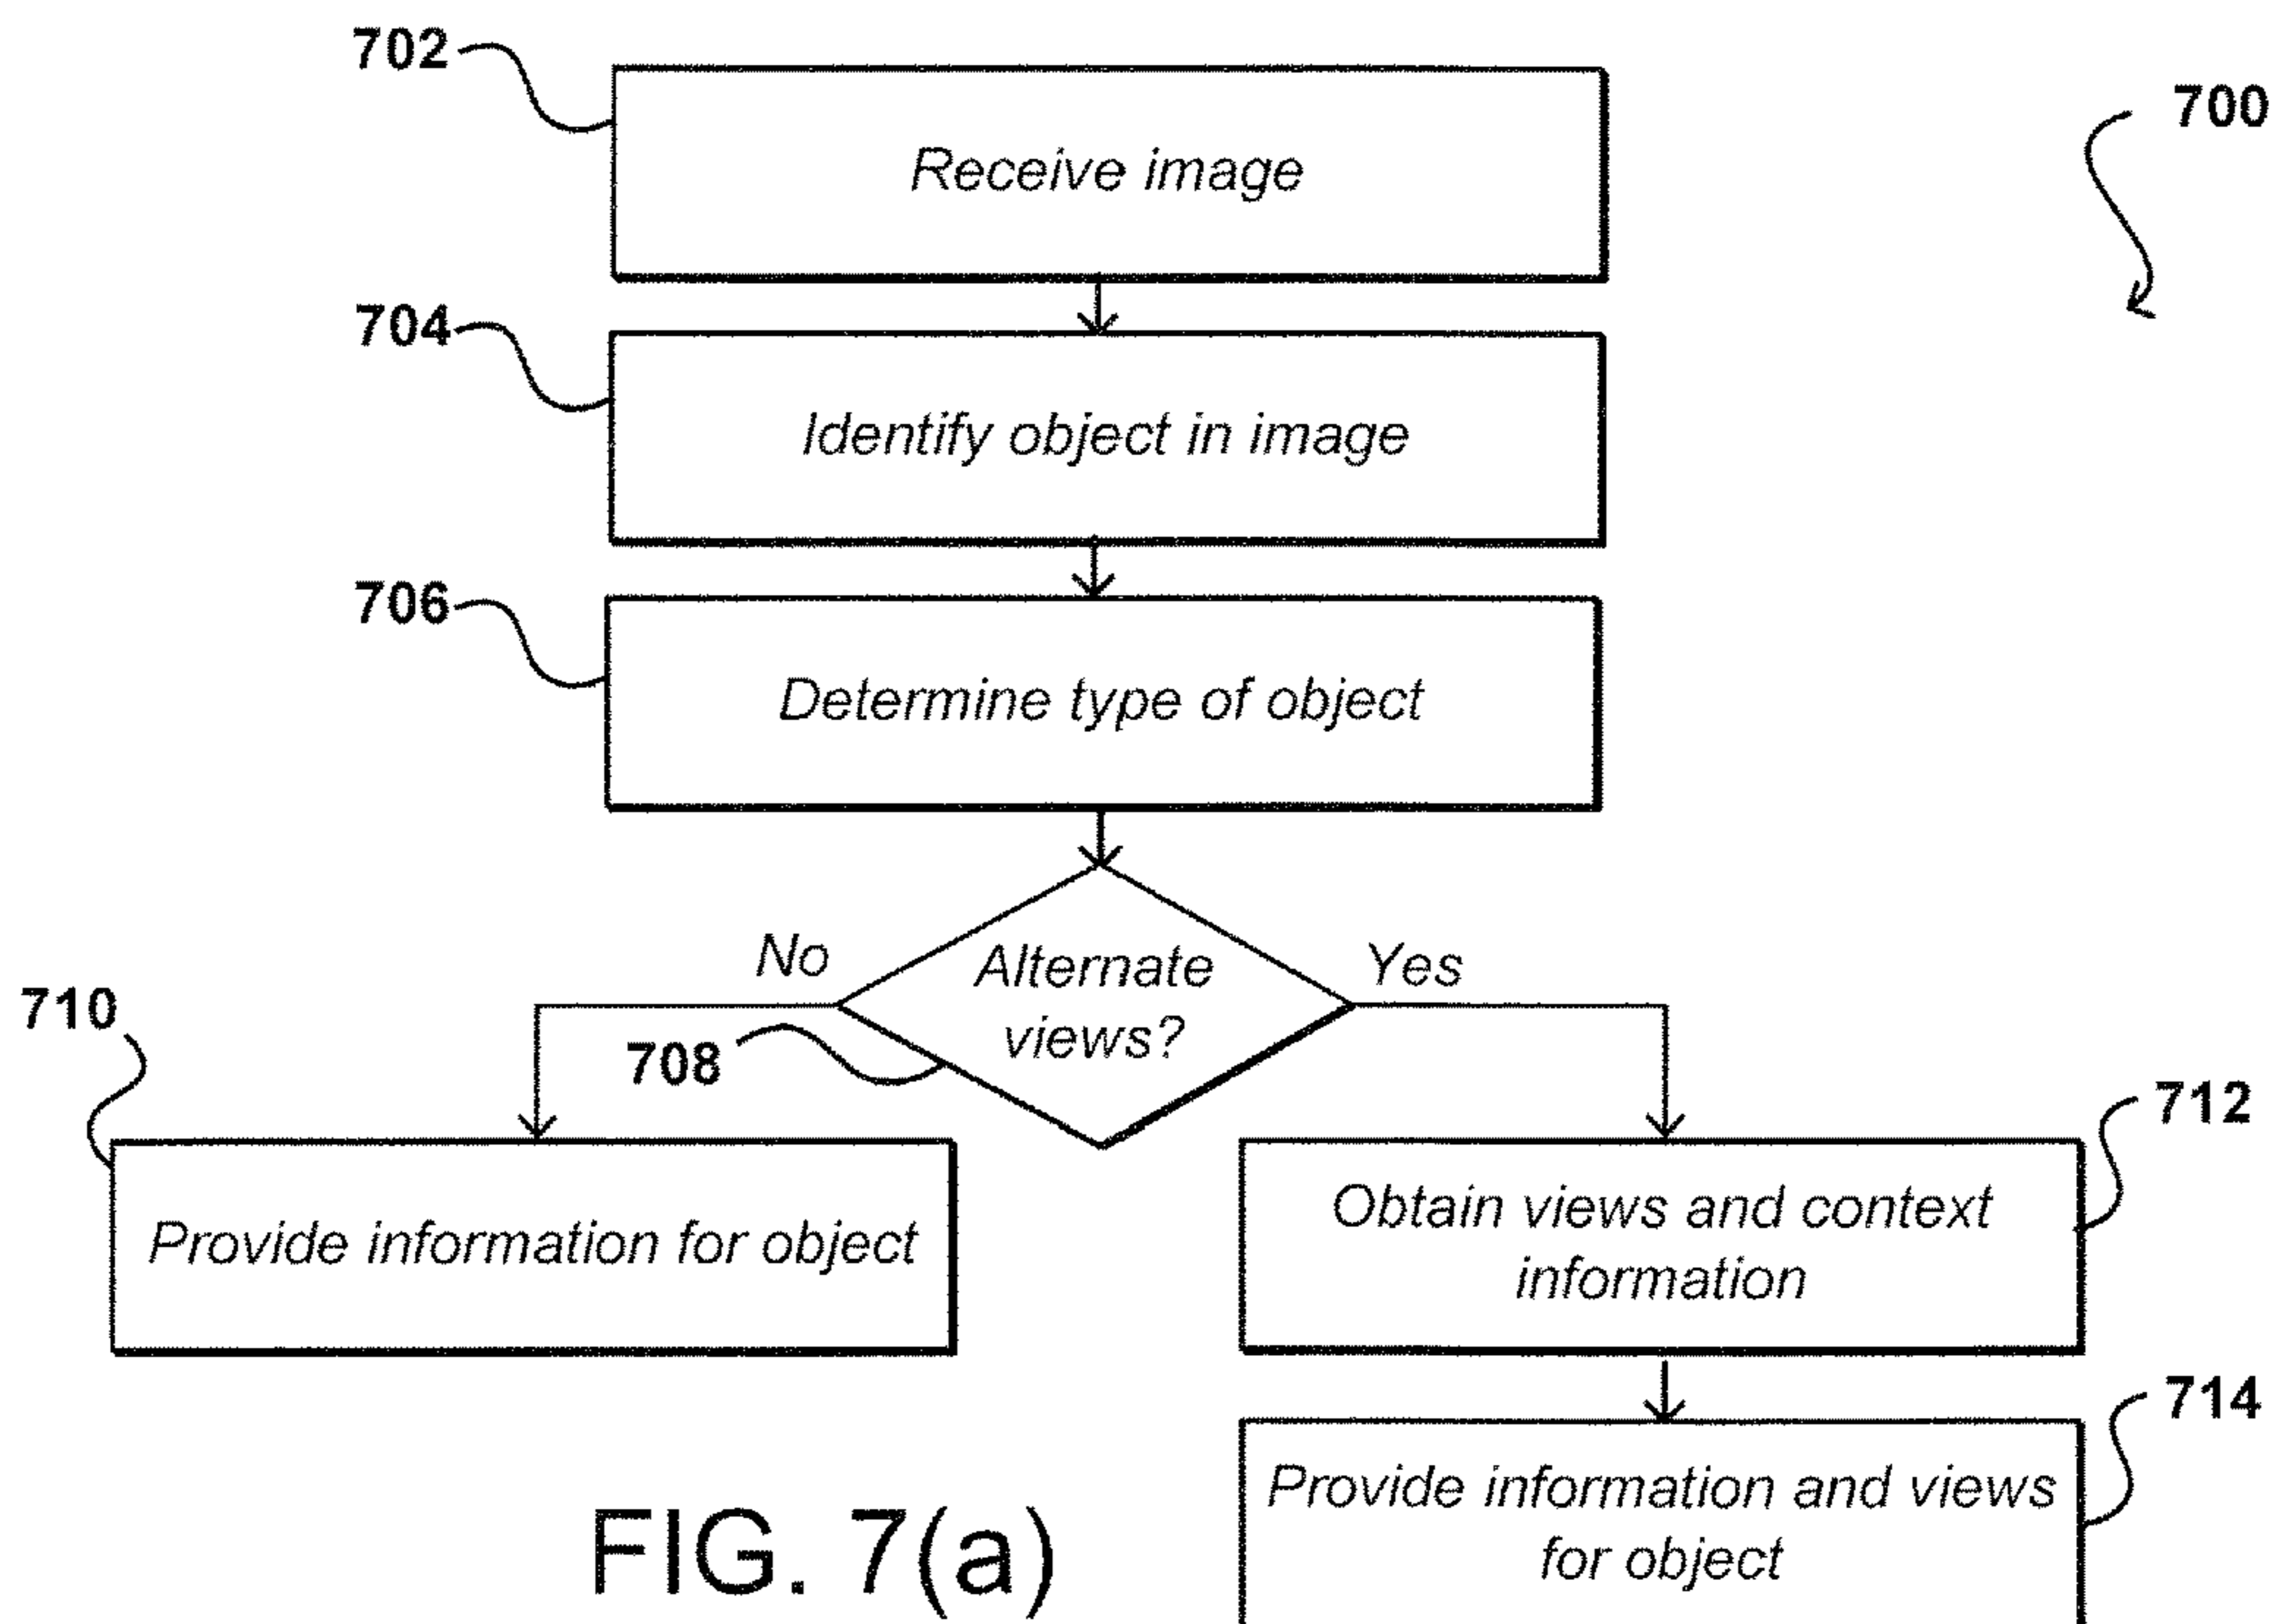 702
Receive image
700
704
Identify object in image
706
Determine type of object
No
Alternate
views?
Yes
710
708
712
Provide information for object
Obtain views and context
information
714
Provide information and views
for object
FIG. 7(a)